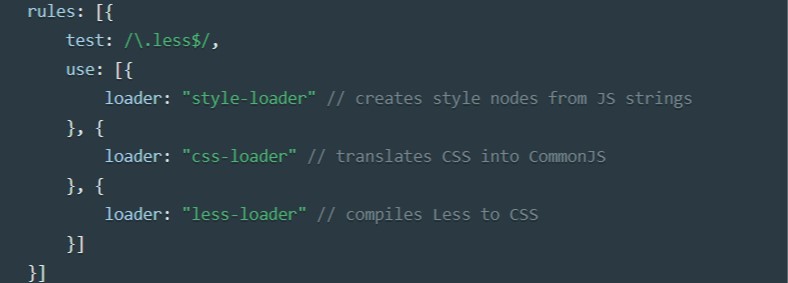 rules: [{
test: /\.less$/,
use: [{
loader: "style-loader" // creates style nodes from JS strings
}, {
loader: "css-loader" // translates CSS into CommonJS
}, {
loader: "less-loader" // compiles Less to CSS
}]
}]